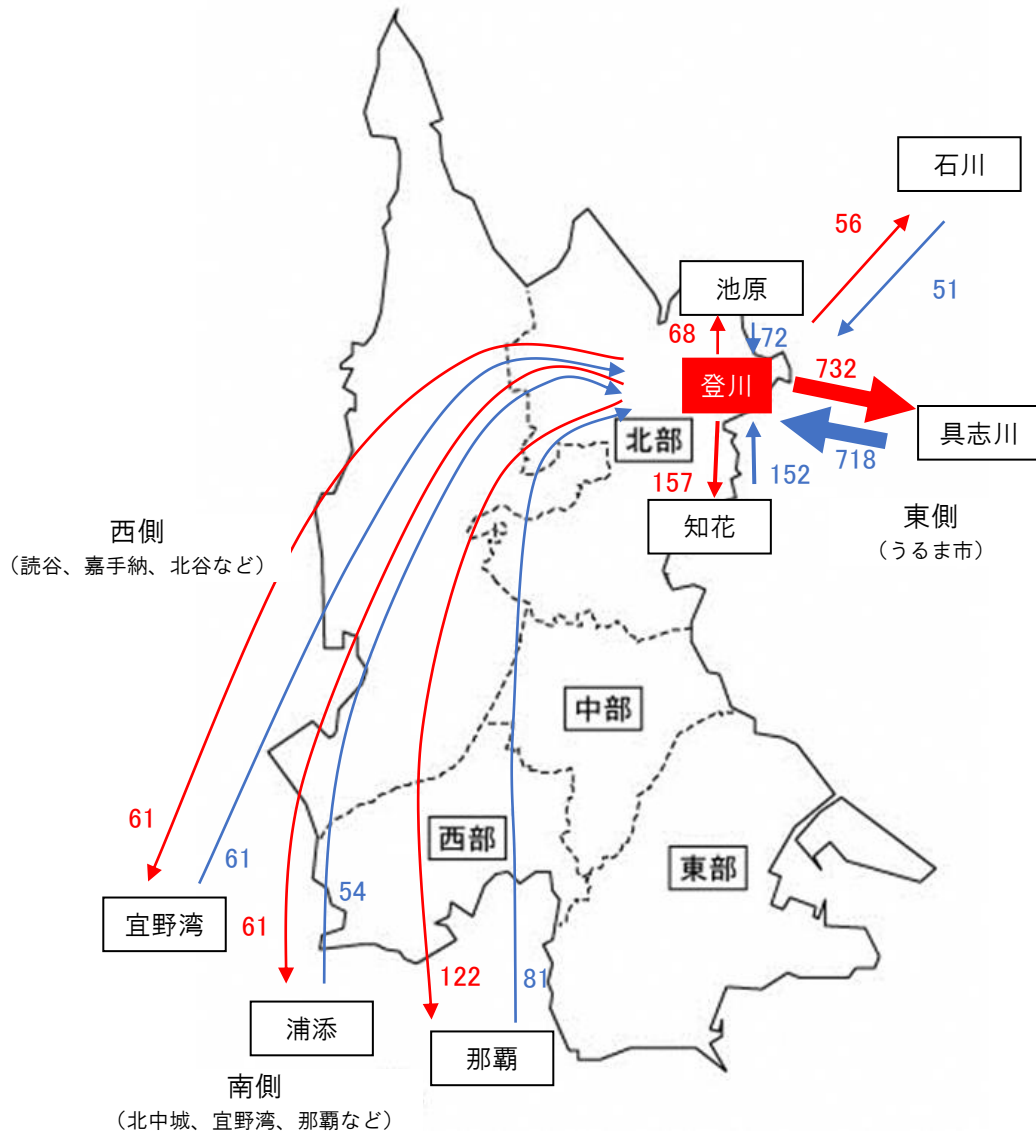 石川
56
51
池原
68
72
登川
732
具志川
718
北部
157
152
知花
東側
（うるま市）
西側
（読谷、嘉手納、北谷など）
中部
西部
東部
61
61
宜野湾
61
54
浦添
122
81
那覇
南側
（北中城、宜野湾、那覇など）